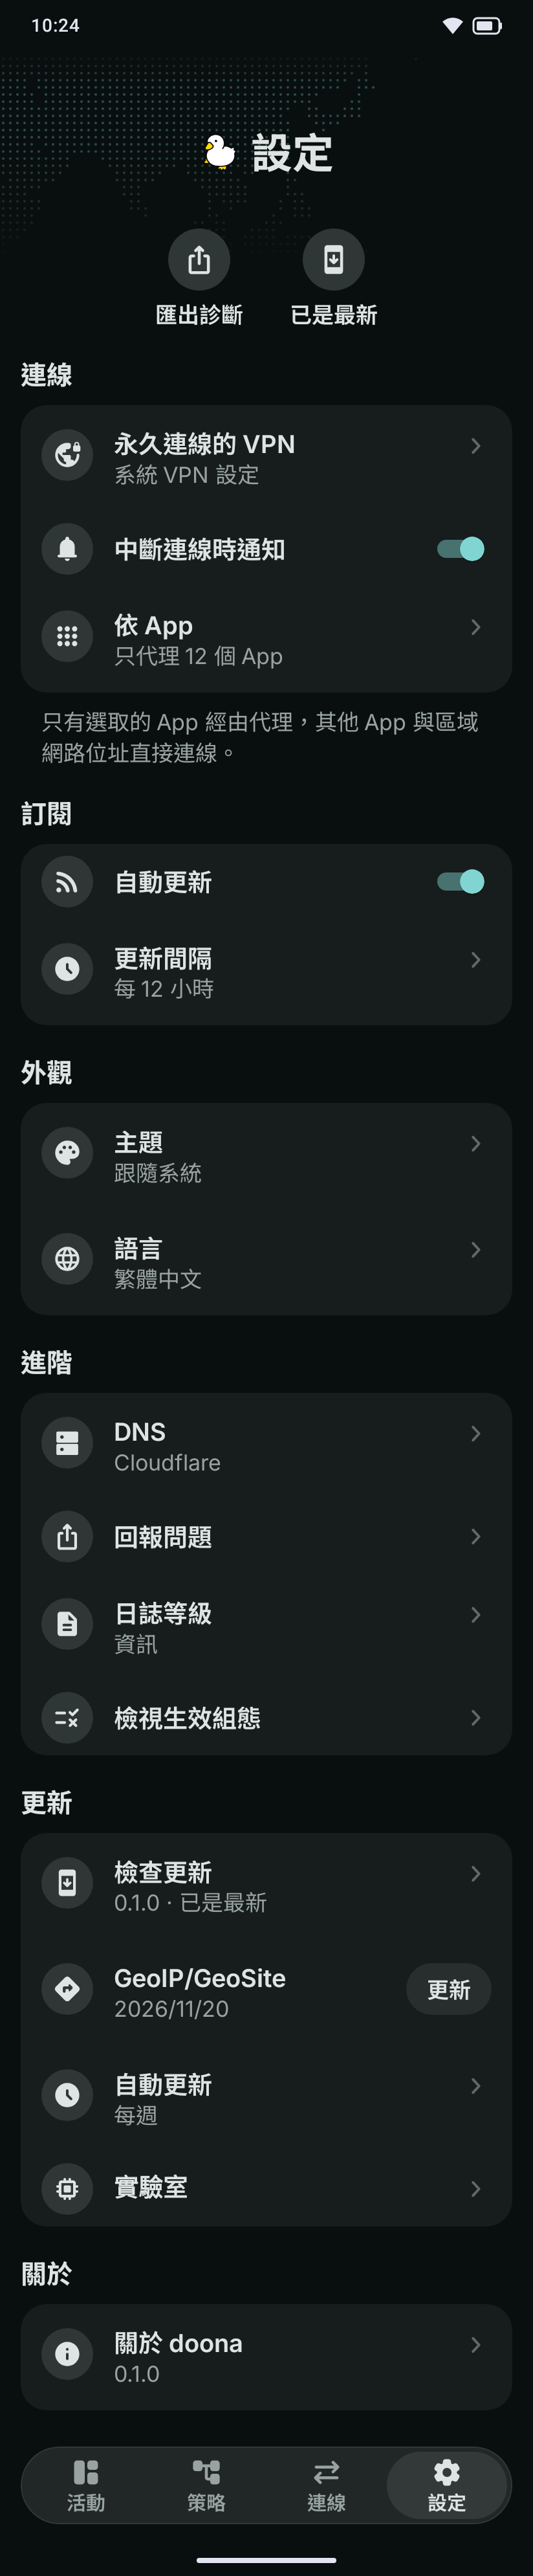 10:24
設定
匯出診斷
已是最新
連線
永久連線的 VPN
系統 VPN 設定
中斷連線時通知
依 App
只代理 12 個 App
只有選取的 App 經由代理，其他 App 與區域
網路位址直接連線。
訂閱
自動更新
更新間隔
每 12 小時
外觀
主題
跟隨系統
語言
繁體中文
進階
DNS
Cloudflare
回報問題
日誌等級
資訊
檢視生效組態
更新
檢查更新
0.1.0 · 已是最新
GeoIP/GeoSite
2026/11/20
更新
自動更新
每週
實驗室
關於
關於 doona
0.1.0
活動
策略
連線
設定